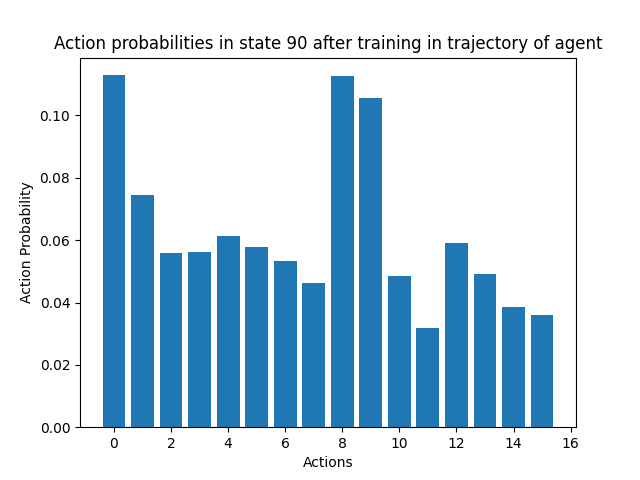 Action probabilities in state 90 after training in trajectory of agent
0.10
0.08
0.06
0.04
0.02
0.00
Action Probability
0 2 4 6 8 10 12 14 16
Actions